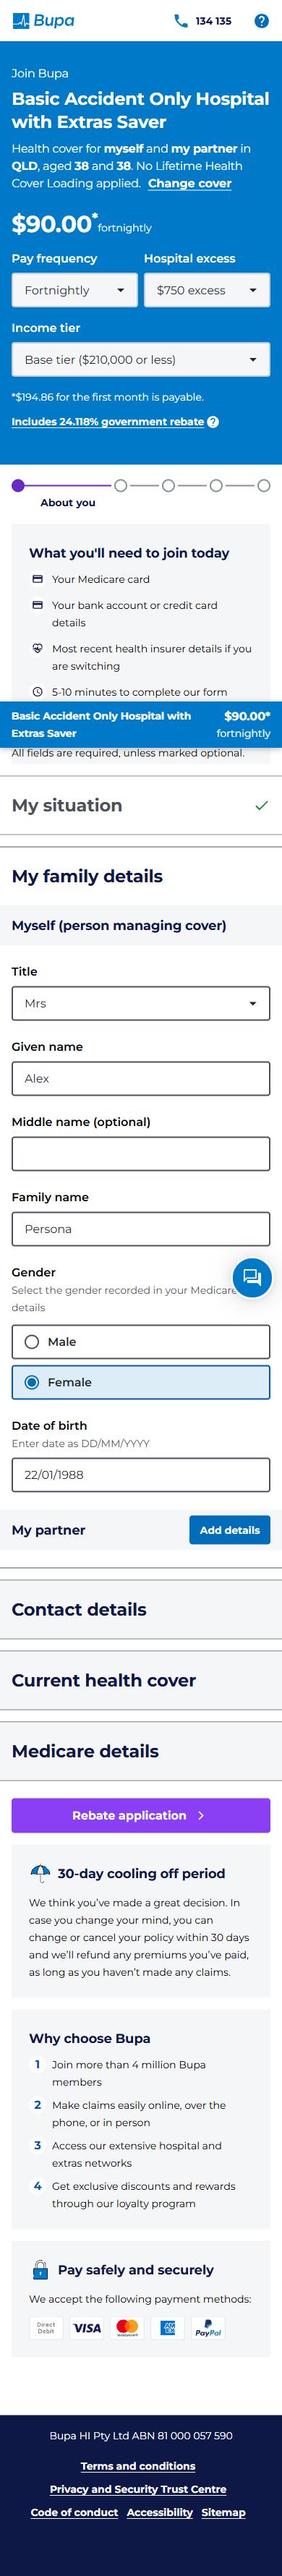 Bupa
134 135
?
Join Bupa
Basic Accident Only Hospital
with Extras Saver
Health cover for myself and my partner in
QLD, aged 38 and 38. No Lifetime Health
Cover Loading applied. Change cover
$90.00* fortnightly
Pay frequency
Hospital excess
Fortnightly
$750 excess
Income tier
Base tier ($210,000 or less)
*$194.86 for the first month is payable.
Includes 24.118% government rebate ?
About you
What you'll need to join today
Your Medicare card
Your bank account or credit card
details
Most recent health insurer details if you
are switching
5-10 minutes to complete our form
Basic Accident Only Hospital with
Extras Saver
$90.00*
fortnightly
All fields are required, unless marked optional.
My situation
My family details
Myself (person managing cover)
Title
Mrs
Given name
Alex
Middle name (optional)
Family name
Persona
Gender
Select the gender recorded in your Medicare
details
Male
Female
Date of birth
Enter date as DD/MM/YYYY
22/01/1988
My partner
Add details
Contact details
Current health cover
Medicare details
Rebate application
30-day cooling off period
We think you've made a great decision. In
case you change your mind, you can
change or cancel your policy within 30 days
and we'll refund any premiums you've paid,
as long as you haven't made any claims.
Why choose Bupa
1 Join more than 4 million Bupa
members
2 Make claims easily online, over the
phone, or in person
3 Access our extensive hospital and
extras networks
4 Get exclusive discounts and rewards
through our loyalty program
Pay safely and securely
We accept the following payment methods:
Direct
Debit
VISA
mastercard
AM
EX
PayPal
Bupa HI Pty Ltd ABN 81 000 057 590
Terms and conditions
Privacy and Security Trust Centre
Code of conduct Accessibility Sitemap